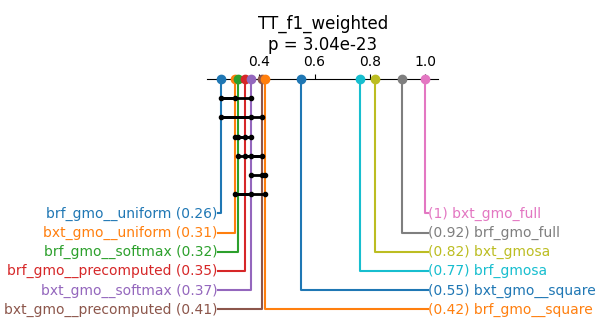 TT_f1_weighted
p = 3.04e-23
0.4 0.6 0.8 1.0
brf_gmo__uniform (0.26)
bxt_gmo__uniform (0.31)
brf_gmo__softmax (0.32)
brf_gmo__precomputed (0.35)
bxt_gmo__softmax (0.37)
bxt_gmo__precomputed (0.41)
(1) bxt_gmo_full
(0.92) brf_gmo_full
(0.82) bxt_gmosa
(0.77) brf_gmosa
(0.55) bxt_gmo__square
(0.42) brf_gmo__square